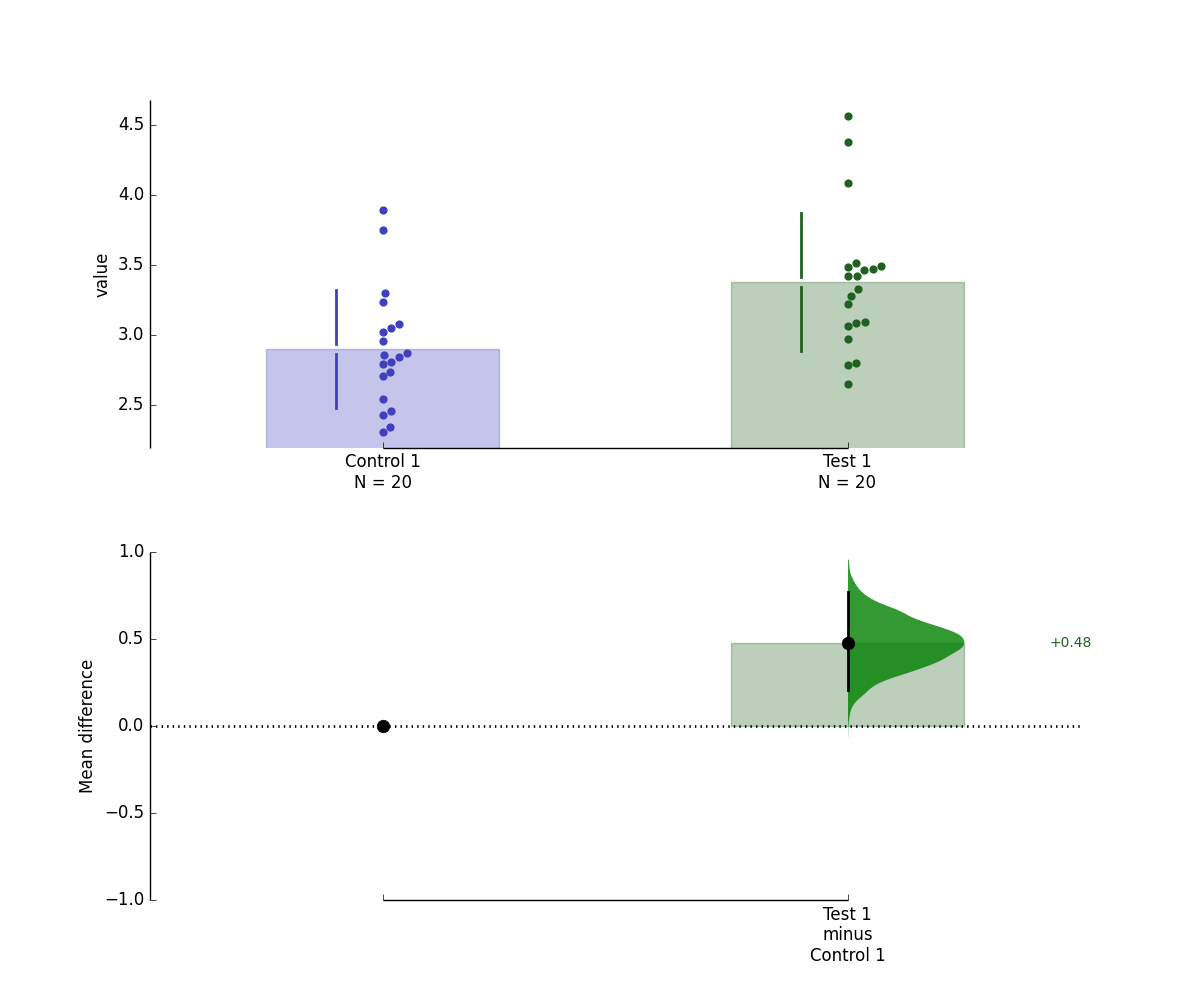 4.5
4.0
3.5
3.0
2.5
value
Control 1
N = 20
Test 1
N = 20
1.0
0.5
0.0
−0.5
−1.0
Mean difference
+0.48
Test 1
minus
Control 1